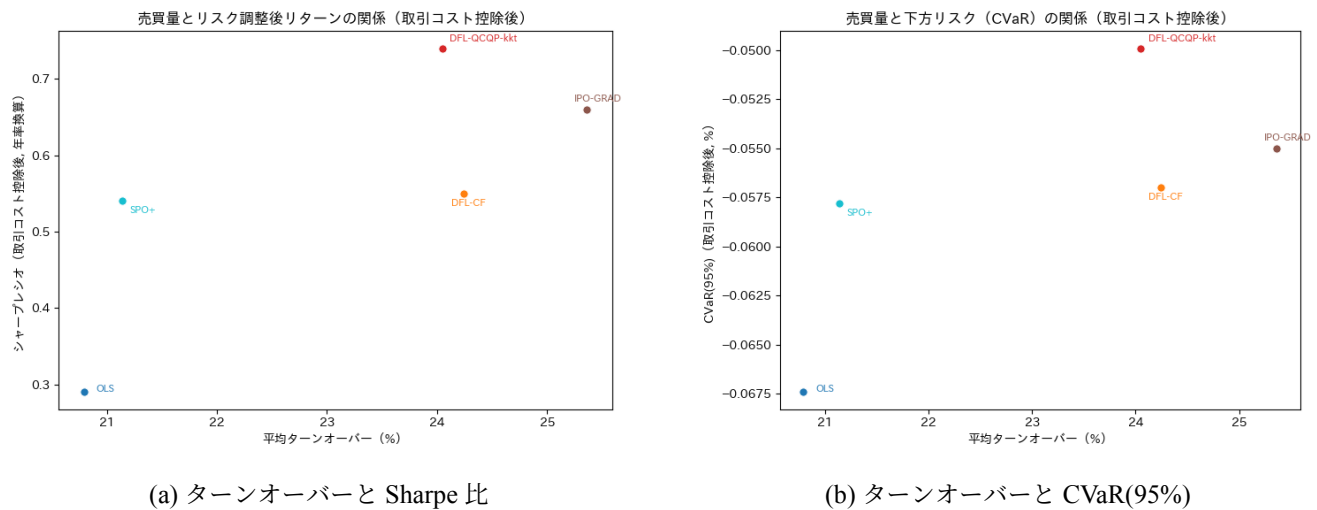 売買量とリスク調整後リターンの関係（取引コスト控除後）
シャープレシオ（取引コスト控除後, 年率換算）
0.7
0.6
0.5
0.4
0.3
DFL-QCQP-kkt
IPO-GRAD
SPO+
DFL-CF
OLS
21 22 23 24 25
平均ターンオーバー（%）
(a) ターンオーバーと Sharpe 比
売買量と下方リスク（CVaR）の関係（取引コスト控除後）
CVaR(95%)（取引コスト控除後, %）
−0.0500
−0.0525
−0.0550
−0.0575
−0.0600
−0.0625
−0.0650
−0.0675
DFL-QCQP-kkt
IPO-GRAD
DFL-CF
SPO+
OLS
21 22 23 24 25
平均ターンオーバー（%）
(b) ターンオーバーと CVaR(95%)